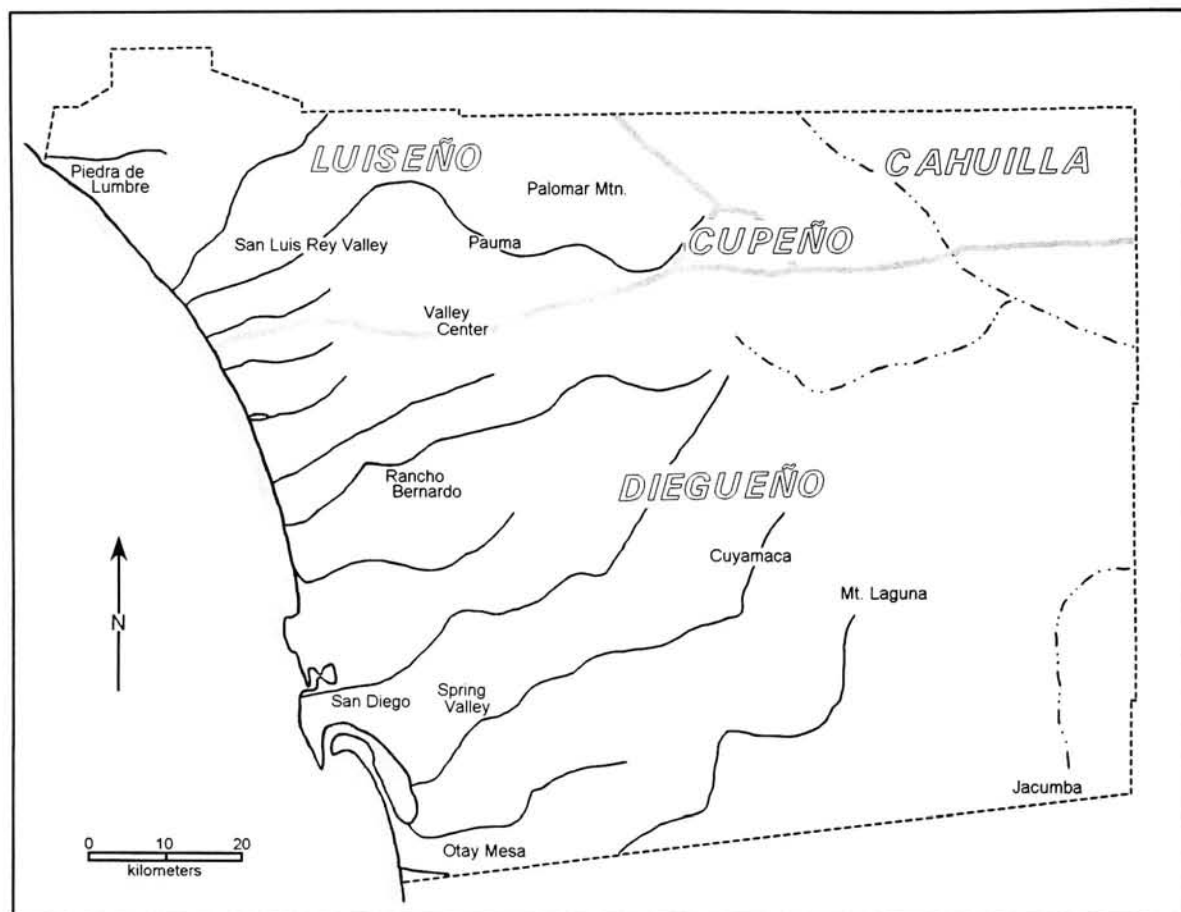 LUISEÑO
CAHUILLA
Piedra de
Lumbre
Palomar Mtn.
San Luis Rey Valley
Pauma
CUPEÑO
Valley
Center
Rancho
Bernardo
DIEGUEÑO
Cuyamaca
Mt. Laguna
N
San Diego
Spring
Valley
Jacumba
0 10 20
kilometers
Otay Mesa